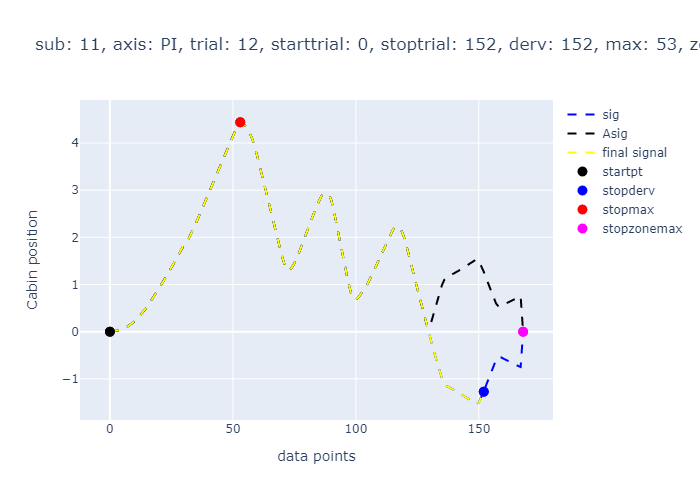 sub: 11, axis: PI, trial: 12, starttrial: 0, stoptrial: 152, derv: 152, max: 53,
4
3
2
1
0
−1
0
50
100
150
Cabin position
data points
sig
Asig
final signal
startpt
stopderv
stopmax
stopzonemax